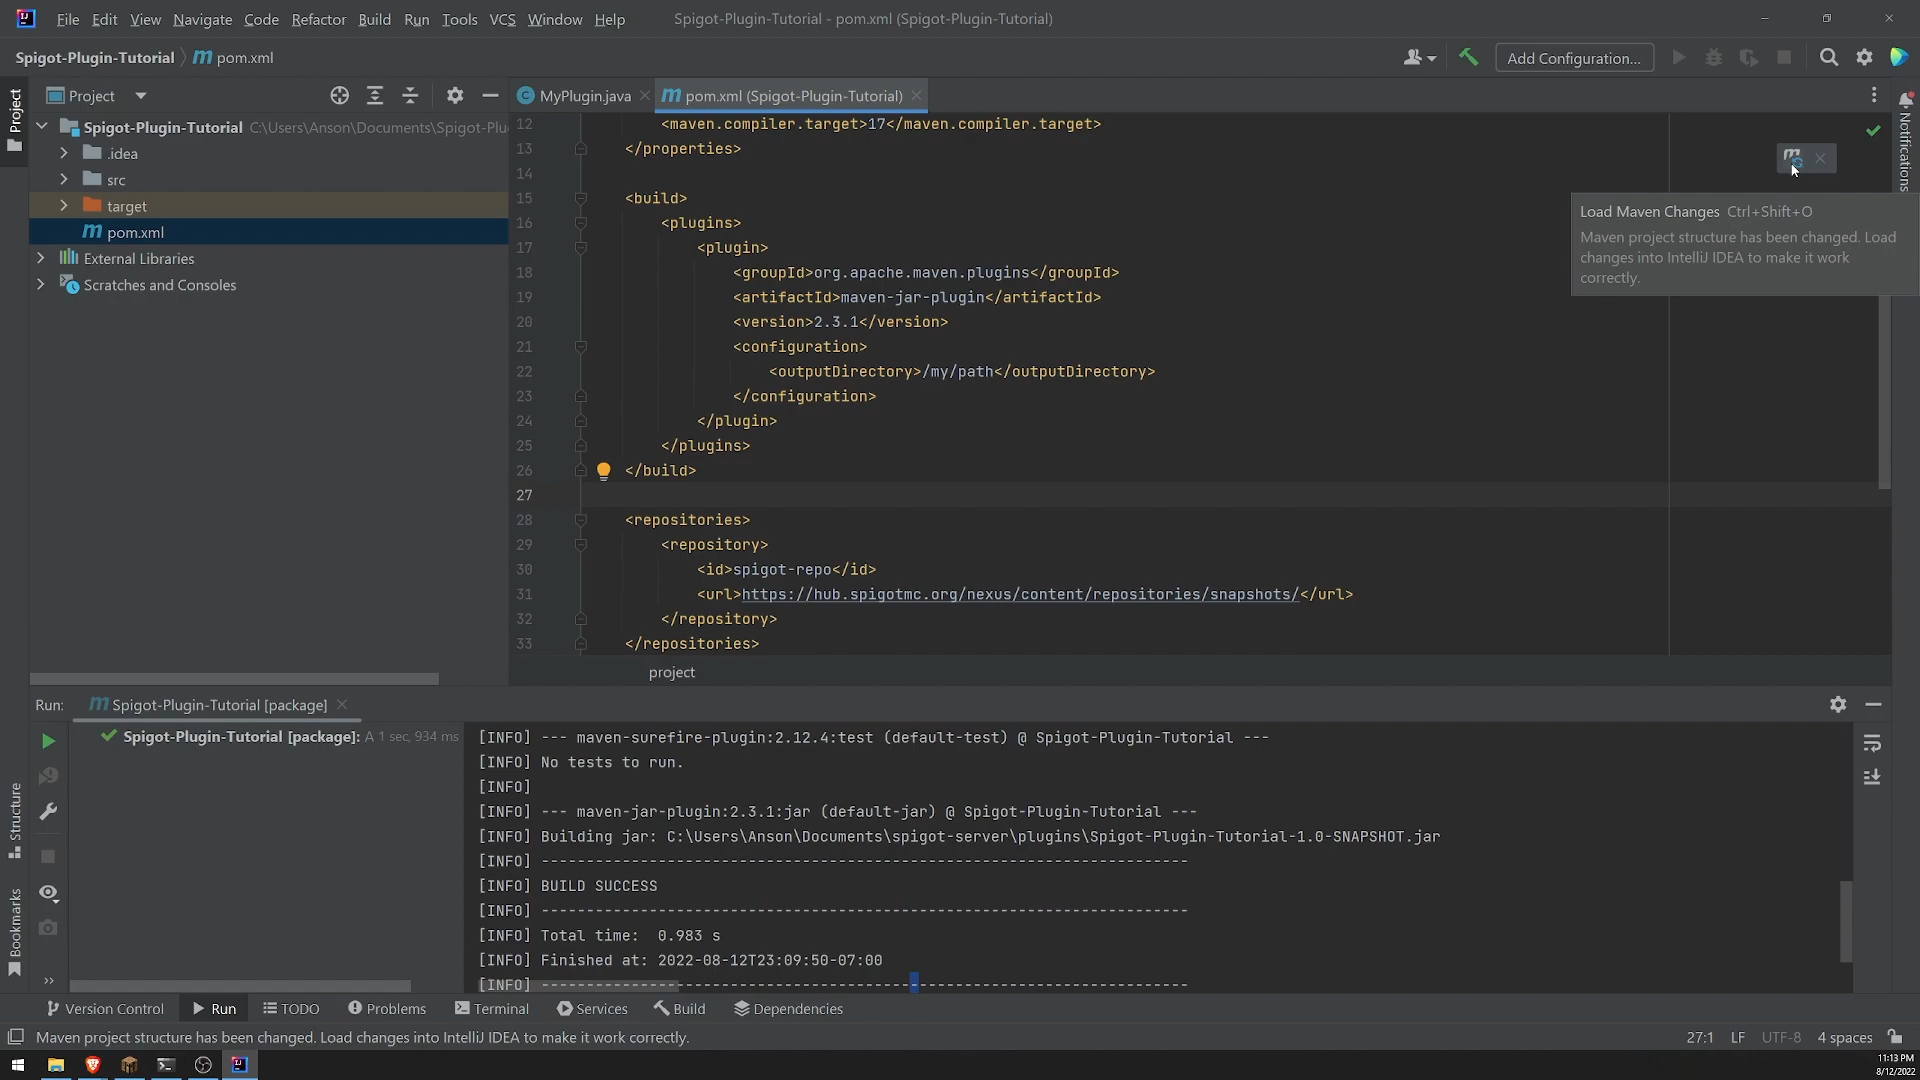 File Edit View Navigate Code Refactor Build Run Tools VCS Window Help Spigot-Plugin-Tutorial - pom.xml (Spigot-Plugin-Tutorial)
Spigot-Plugin-Tutorial m pom.xml Add Configuration...
Project
Project
MyPlugin.java
m pom.xml (Spigot-Plugin-Tutorial)
Notifications
Spigot-Plugin-Tutorial C:\Users\Anson\Documents\Spigot-Plu
.idea
src
target
m pom.xml
External Libraries
Scratches and Consoles
12 <maven.compiler.target>17</maven.compiler.target>
13 </properties>
14
15 <build>
16 <plugins>
17 <plugin>
18 <groupId>org.apache.maven.plugins</groupId>
19 <artifactId>maven-jar-plugin</artifactId>
20 <version>2.3.1</version>
21 <configuration>
22 <outputDirectory>/my/path</outputDirectory>
23 </configuration>
24 </plugin>
25 </plugins>
26 </build>
27
28 <repositories>
29 <repository>
30 <id>spigot-repo</id>
31 <url>https://hub.spigotmc.org/nexus/content/repositories/snapshots/</url>
32 </repository>
33 </repositories>
project
Load Maven Changes Ctrl+Shift+O
Maven project structure has been changed. Load
changes into IntelliJ IDEA to make it work
correctly.
Run: m Spigot-Plugin-Tutorial [package]
Spigot-Plugin-Tutorial [package]: A 1 sec, 934 ms
[INFO] --- maven-surefire-plugin:2.12.4:test (default-test) @ Spigot-Plugin-Tutorial ---
[INFO] No tests to run.
[INFO]
[INFO] --- maven-jar-plugin:2.3.1:jar (default-jar) @ Spigot-Plugin-Tutorial ---
[INFO] Building jar: C:\Users\Anson\Documents\spigot-server\plugins\Spigot-Plugin-Tutorial-1.0-SNAPSHOT.jar
[INFO] ------------------------------------------------------------------------
[INFO] BUILD SUCCESS
[INFO] ------------------------------------------------------------------------
[INFO] Total time:  0.983 s
[INFO] Finished at: 2022-08-12T23:09:50-07:00
[INFO] ------------------------------------------------------------------------
Structure
Bookmarks
Version Control Run TODO Problems Terminal Services Build Dependencies
Maven project structure has been changed. Load changes into IntelliJ IDEA to make it work correctly. 27:1 LF UTF-8 4 spaces
11:13 PM
8/12/2022